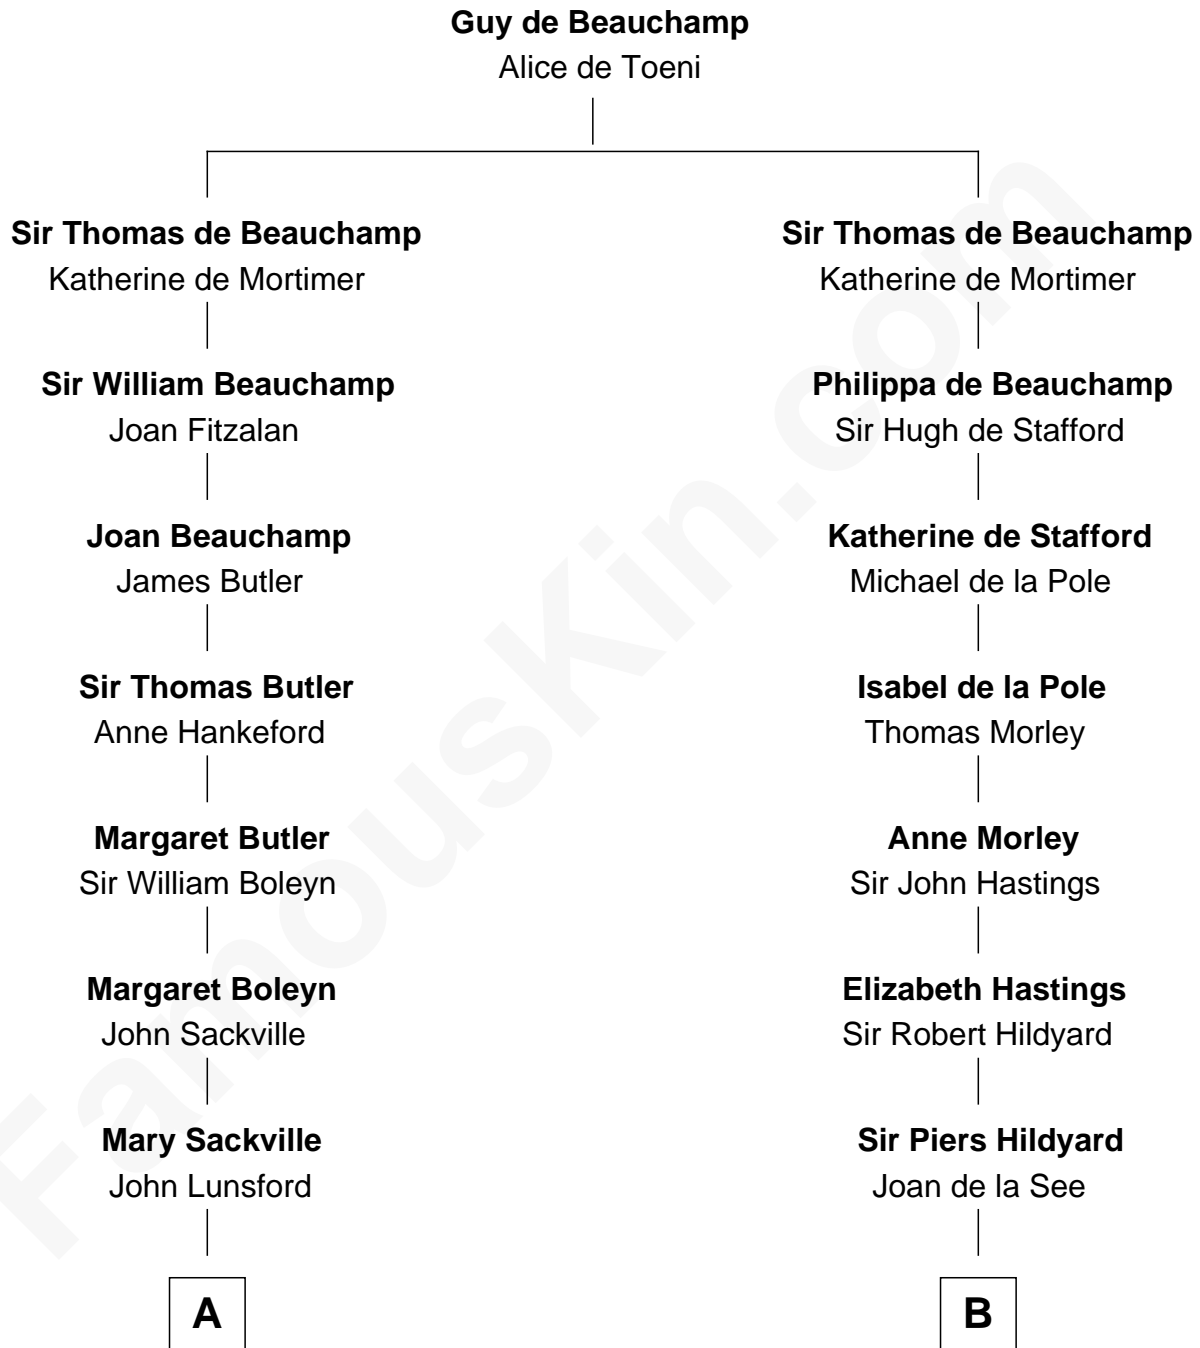 Guy de Beauchamp
Alice de Toeni
Sir Thomas de Beauchamp
Katherine de Mortimer
Sir Thomas de Beauchamp
Katherine de Mortimer
Sir William Beauchamp
Joan Fitzalan
Philippa de Beauchamp
Sir Hugh de Stafford
Joan Beauchamp
James Butler
Katherine de Stafford
Michael de la Pole
Sir Thomas Butler
Anne Hankeford
Isabel de la Pole
Thomas Morley
Margaret Butler
Sir William Boleyn
Anne Morley
Sir John Hastings
Margaret Boleyn
John Sackville
Elizabeth Hastings
Sir Robert Hildyard
Mary Sackville
John Lunsford
Sir Piers Hildyard
Joan de la See
A
B
FamousKin.com